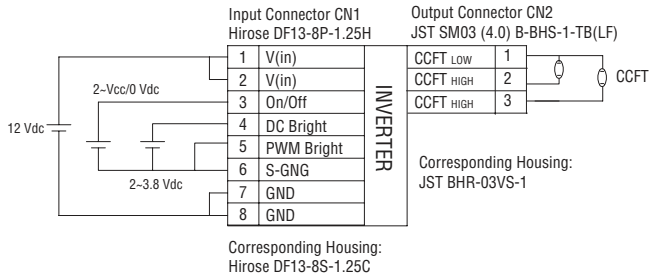 Input Connector CN1
Hirose DF13-8P-1.25H
Output Connector CN2
JST SM03 (4.0) B-BHS-1-TB(LF)
1 V(in)
2 V(in)
3 On/Off
4 DC Bright
5 PWM Bright
6 S-GNG
7 GND
8 GND
INVERTER
CCFT LOW 1
CCFT HIGH 2
CCFT HIGH 3
CCFT
2~Vcc/0 Vdc
12 Vdc
2~3.8 Vdc
Corresponding Housing:
JST BHR-03VS-1
Corresponding Housing:
Hirose DF13-8S-1.25C